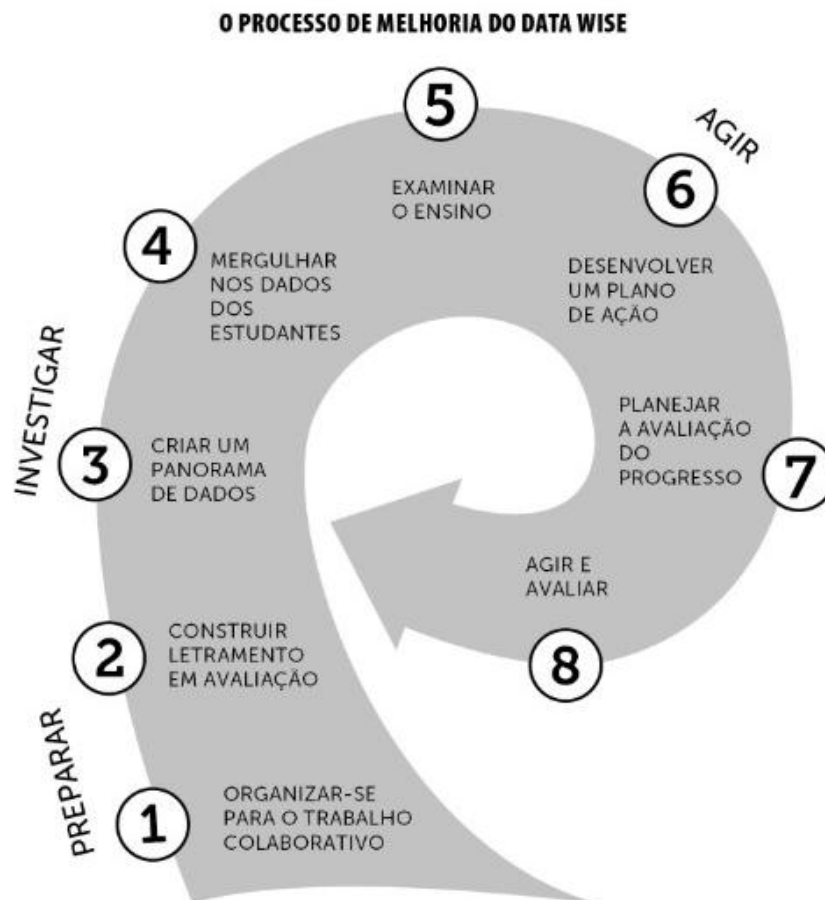 O PROCESSO DE MELHORIA DO DATA WISE
5
EXAMINAR
O ENSINO
AGIR
6
DESENVOLVER
UM PLANO
DE AÇÃO
4
MERGULHAR
NOS DADOS
DOS
ESTUDANTES
INVESTIGAR
3
CRIAR UM
PANORAMA
DE DADOS
PLANEJAR
A AVALIAÇÃO
DO
PROGRESSO
7
AGIR E
AVALIAR
8
2
CONSTRUIR
LETRAMENTO
EM AVALIAÇÃO
PREPARAR
1
ORGANIZAR-SE
PARA O TRABALHO
COLABORATIVO